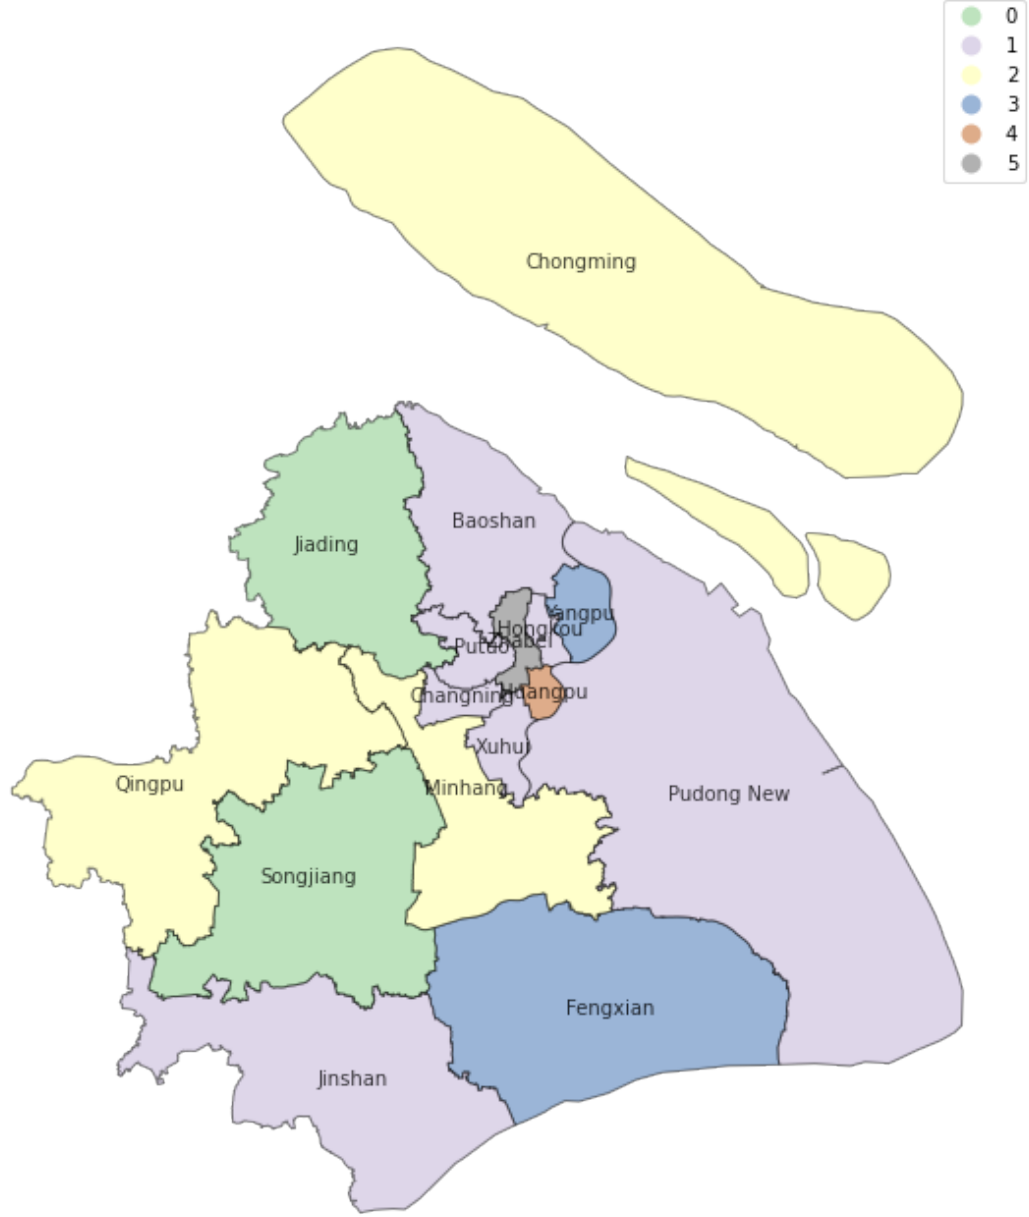 0
1
2
3
4
5
Chongming
Baoshan
Jiading
Yangpu
Hongkou
Zhabei
Putuo
Changning
Huangpu
Xuhui
Qingpu
Minhang
Pudong New
Songjiang
Fengxian
Jinshan